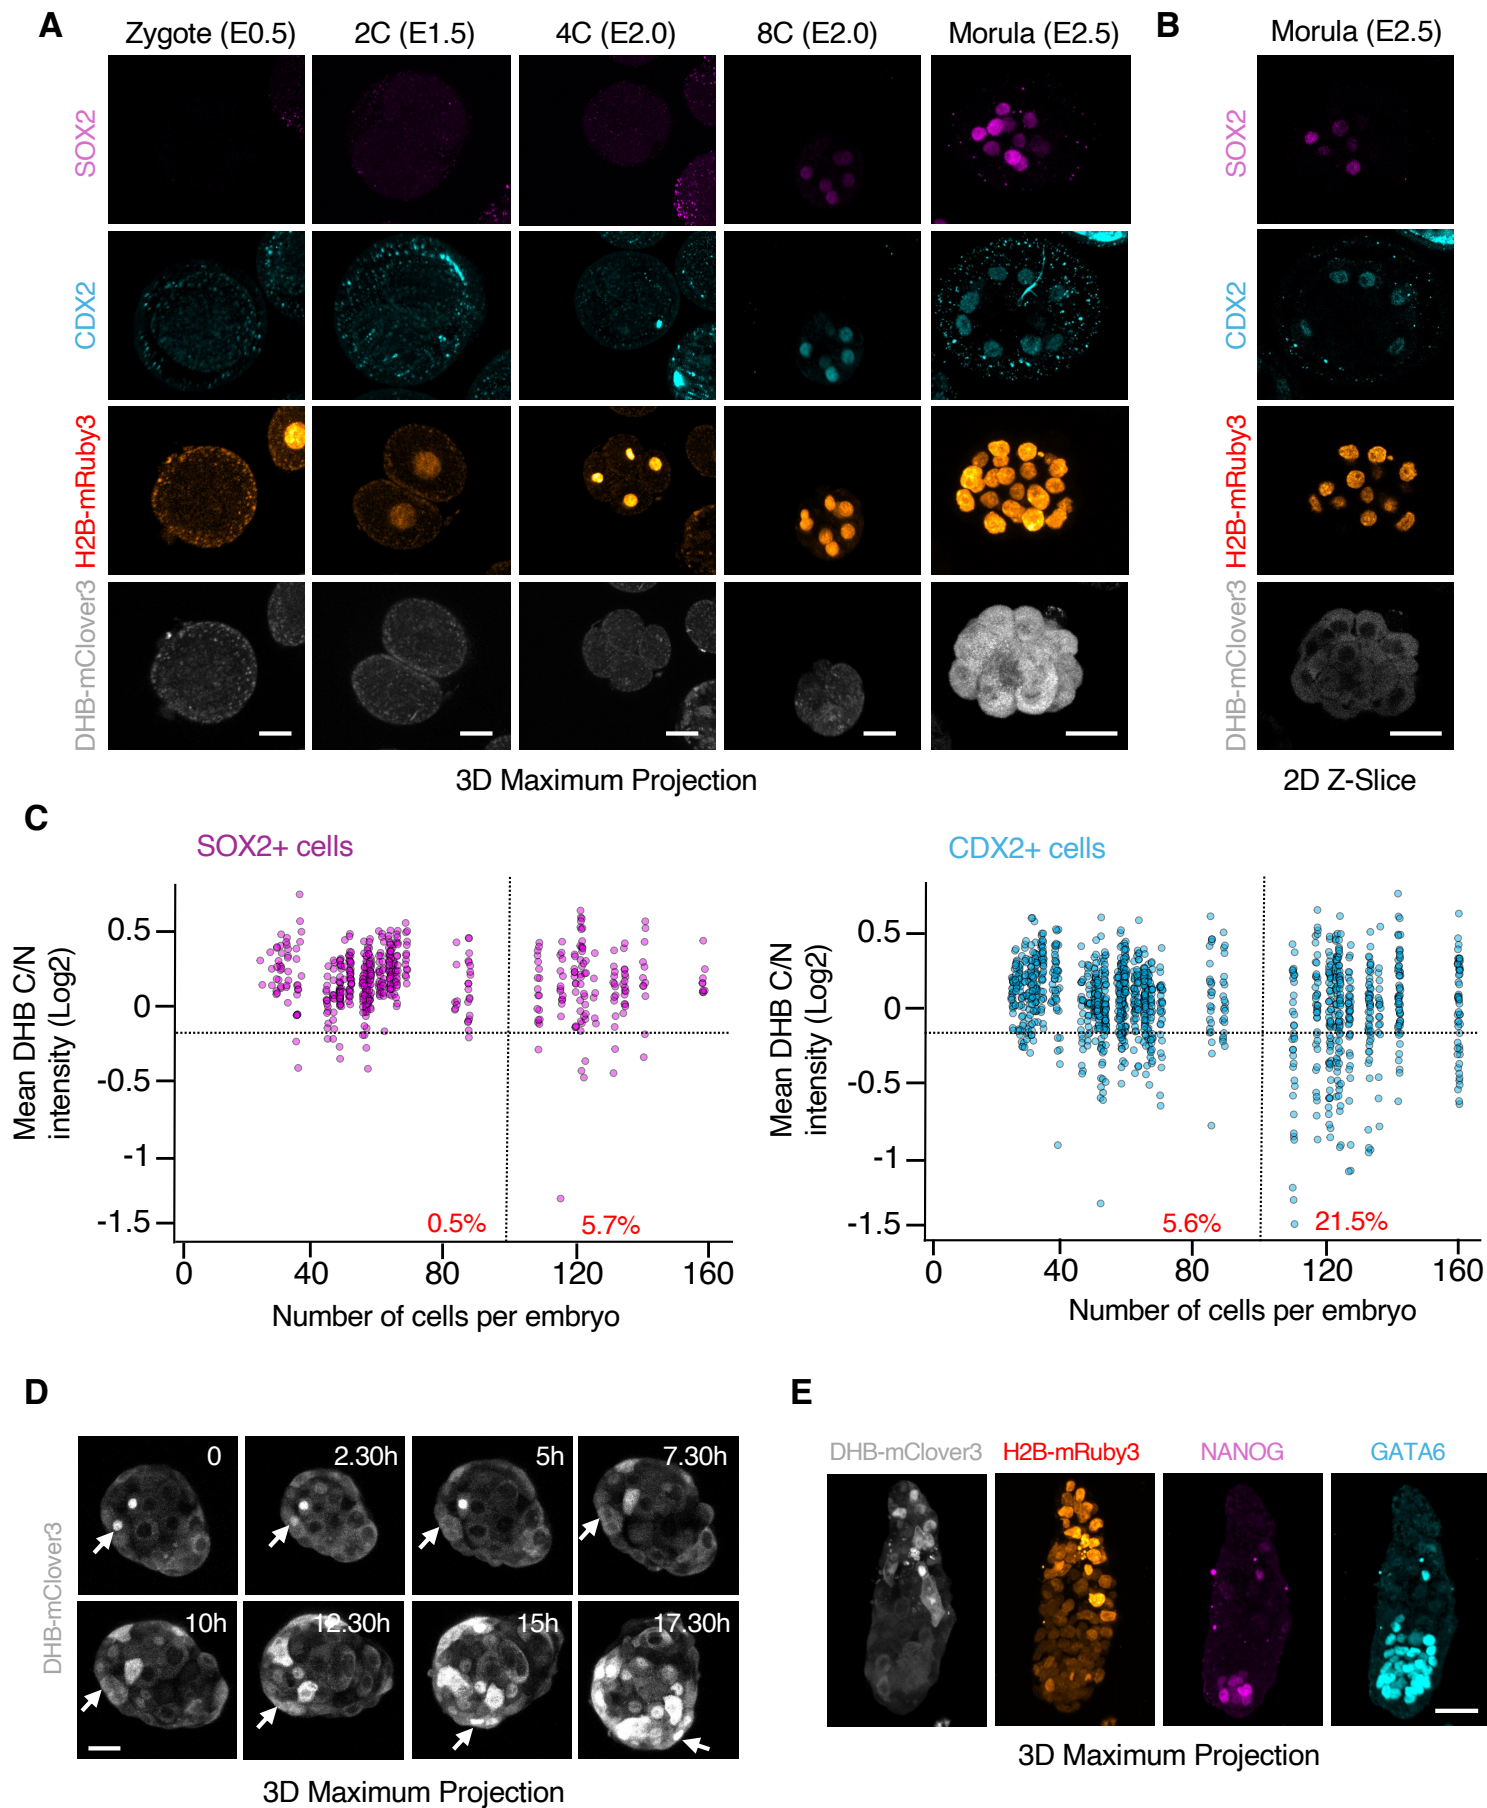 A
Zygote (E0.5)
2C (E1.5)
4C (E2.0)
8C (E2.0)
Morula (E2.5)
B
Morula (E2.5)
SOX2
CDX2
H2B-mRuby3
DHB-mClover3
SOX2
CDX2
H2B-mRuby3
DHB-mClover3
3D Maximum Projection
2D Z-Slice
C
SOX2+ cells
Mean DHB C/N
intensity (Log2)
0.5
0
-0.5
-1
-1.5
0.5%
5.7%
0
40
80
120
160
Number of cells per embryo
CDX2+ cells
Mean DHB C/N
intensity (Log2)
0.5
0
-0.5
-1
-1.5
5.6%
21.5%
0
40
80
120
160
Number of cells per embryo
D
DHB-mClover3
0
2.30h
5h
7.30h
10h
12.30h
15h
17.30h
3D Maximum Projection
E
DHB-mClover3
H2B-mRuby3
NANOG
GATA6
3D Maximum Projection